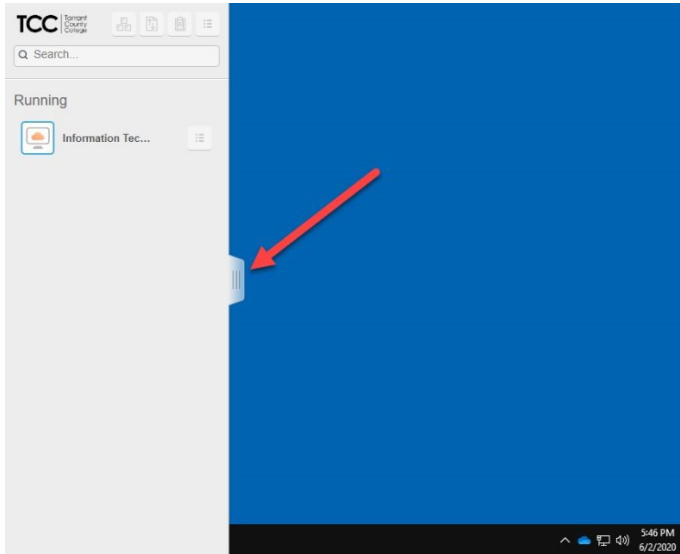 TCC Tarrant County College
Search...
Running
Information Tec...
5:46 PM
6/2/2020